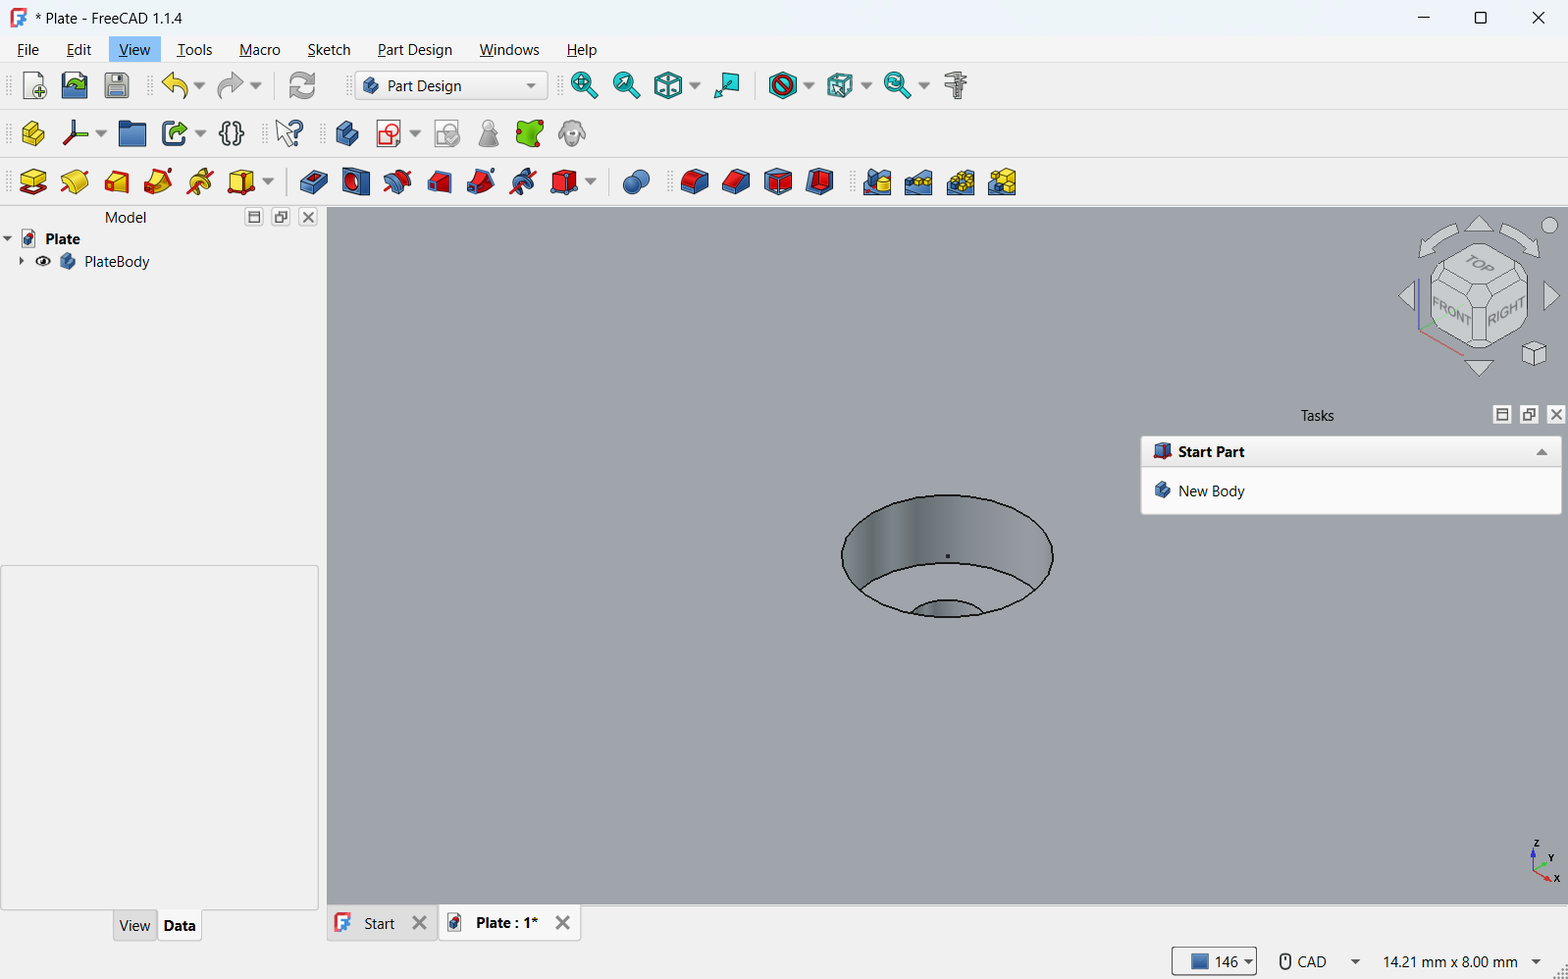 * Plate - FreeCAD 1.1.4
File Edit View Tools Macro Sketch Part Design Windows Help
Part Design
Model
Plate
PlateBody
TOP
FRONT
RIGHT
Tasks
Start Part
New Body
Z
Y
X
View Data
Start Plate : 1*
146 CAD 14.21 mm x 8.00 mm